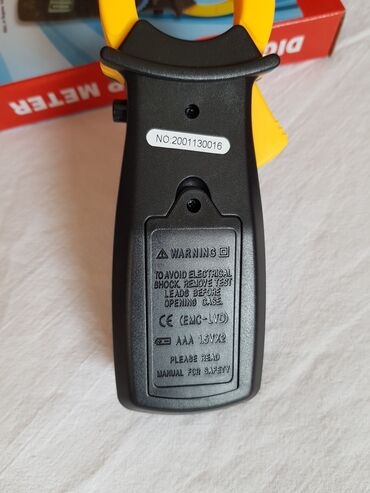 DIG
P METER
NO.2001130016
⚠ WARNING
TO AVOID ELECTRICAL
SHOCK, REMOVE TEST
LEADS BEFORE
OPENING CASE.
CE (EMC-LVD)
AAA 1.5VX2
PLEASE READ
MANUAL FOR SAFETY